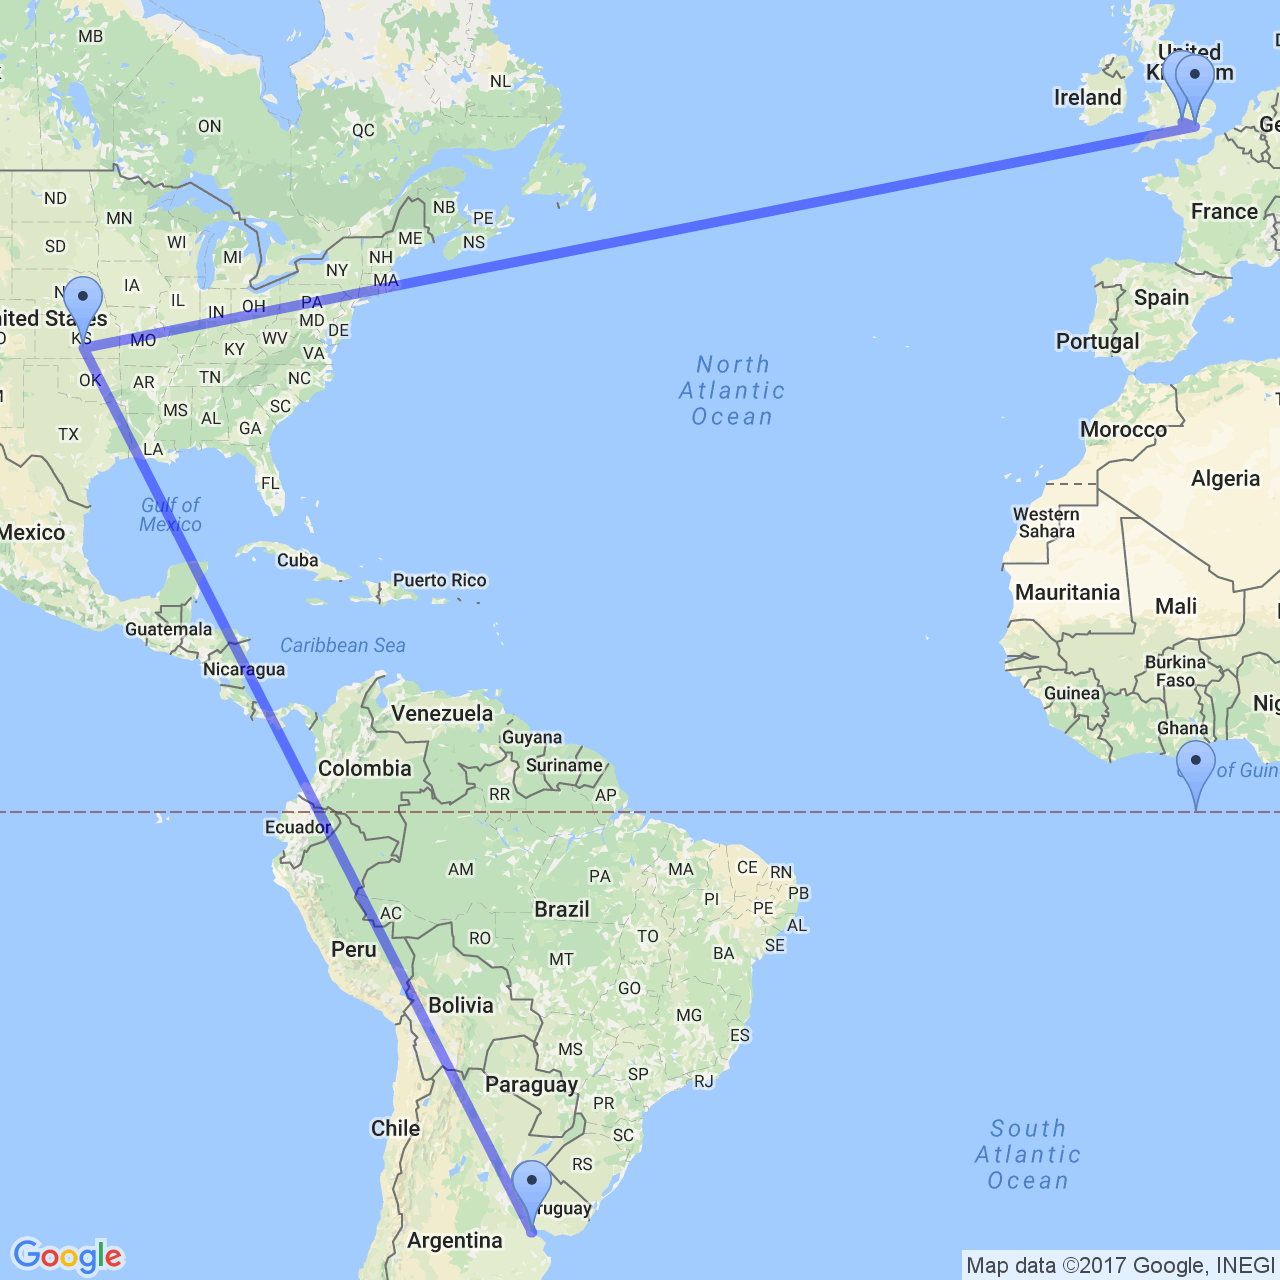 MB
ON
QC
NL
United
Kingdom
Ireland
ND
MN
SD
WI
MI
NB
PE
NS
ME
NH
NY
MA
France
IA
IL
IN
OH
PA
MD
DE
Spain
Portugal
United States
KS
MO
WV
KY
VA
OK
AR
TN
NC
SC
MS
AL
GA
TX
LA
FL
North
Atlantic
Ocean
Morocco
Algeria
Western
Sahara
Gulf of
Mexico
Mexico
Cuba
Puerto Rico
Mauritania
Mali
Guatemala
Caribbean Sea
Nicaragua
Burkina
Faso
Guinea
Ghana
Venezuela
Guyana
Suriname
Colombia
of Guin
RR
AP
Ecuador
AM
PA
MA
CE
RN
PI
PB
PE
AC
Brazil
AL
RO
TO
SE
BA
Peru
MT
GO
Bolivia
MG
ES
MS
SP
RJ
Paraguay
PR
Chile
SC
RS
South
Atlantic
Ocean
ruguay
Argentina
Google
Map data ©2017 Google, INEGI